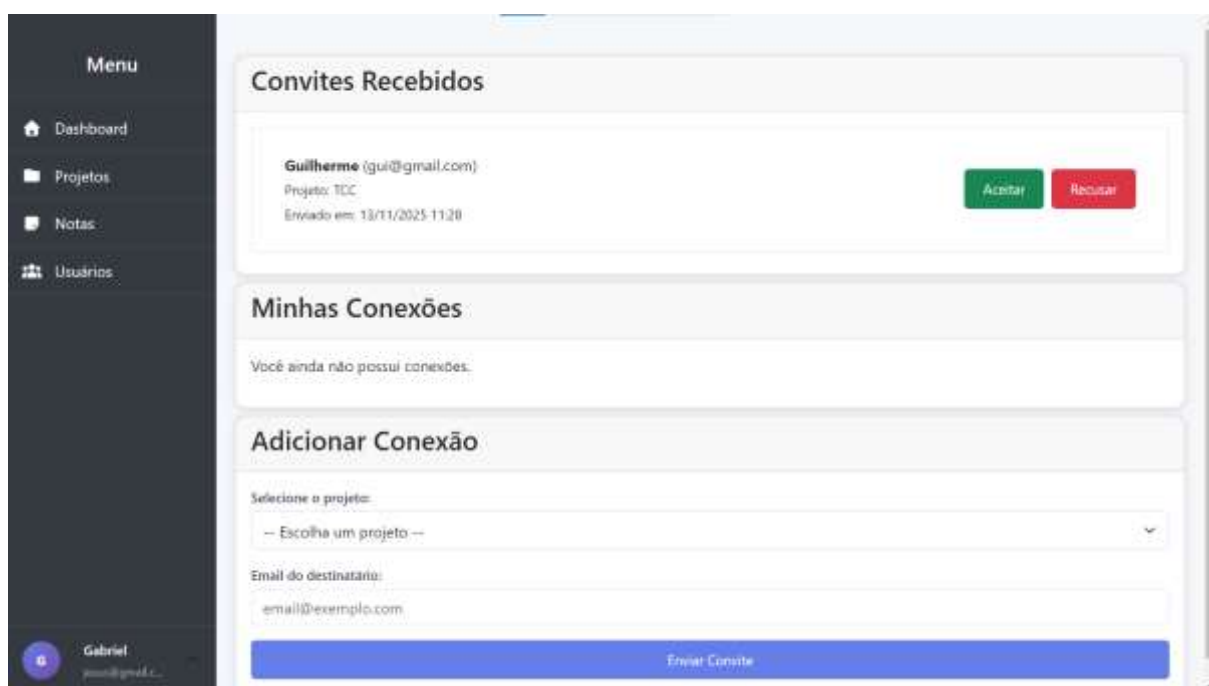 Menu
Dashboard
Projetos
Notas
Usuários
Gabriel
Convites Recebidos
Guilherme (gui@gmail.com)
Projeto: TCC
Enviado em: 13/11/2025 11:28
Aceitar
Recusar
Minhas Conexões
Você ainda não possui conexões.
Adicionar Conexão
Selecione o projeto:
-- Escolha um projeto --
Email do destinatário:
email@exemplo.com
Enviar Convite